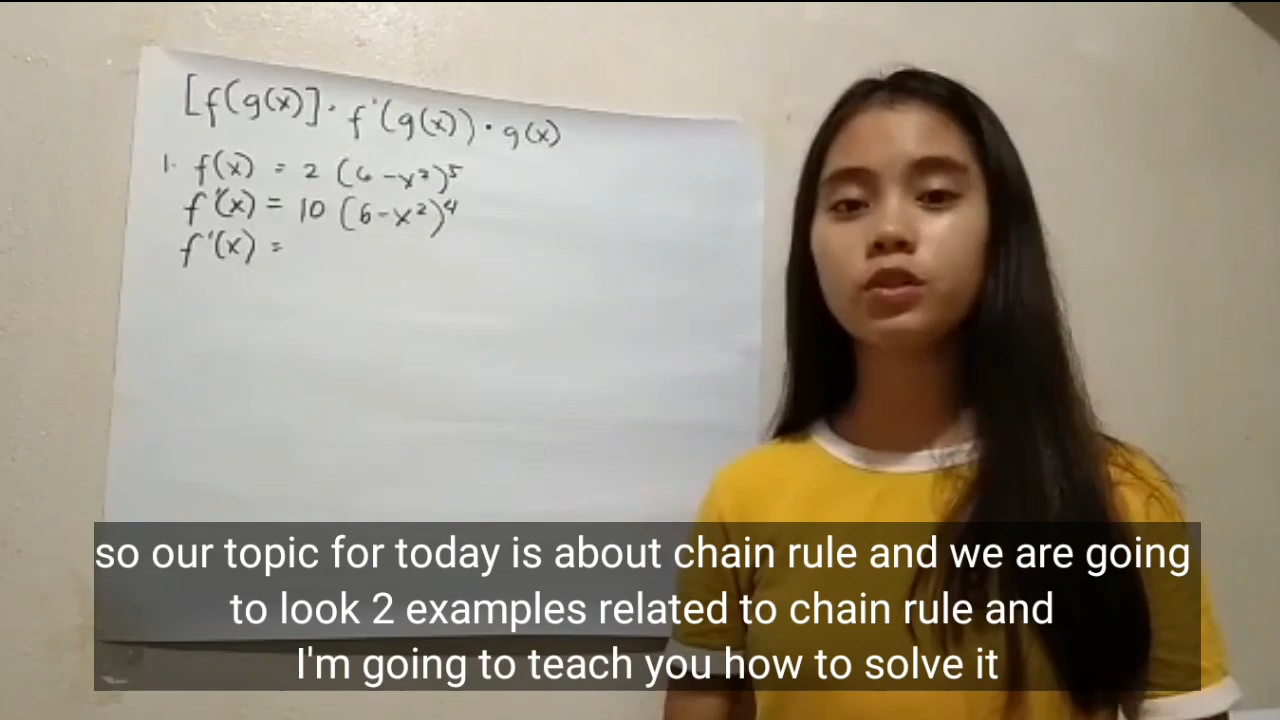 [f(g(x)]· f'(g(x))·g(x)
1. f(x) = 2 (6-x²)⁵
f'(x) = 10 (6-x²)⁴
f'(x) =
so our topic for today is about chain rule and we are going
to look 2 examples related to chain rule and
I'm going to teach you how to solve it